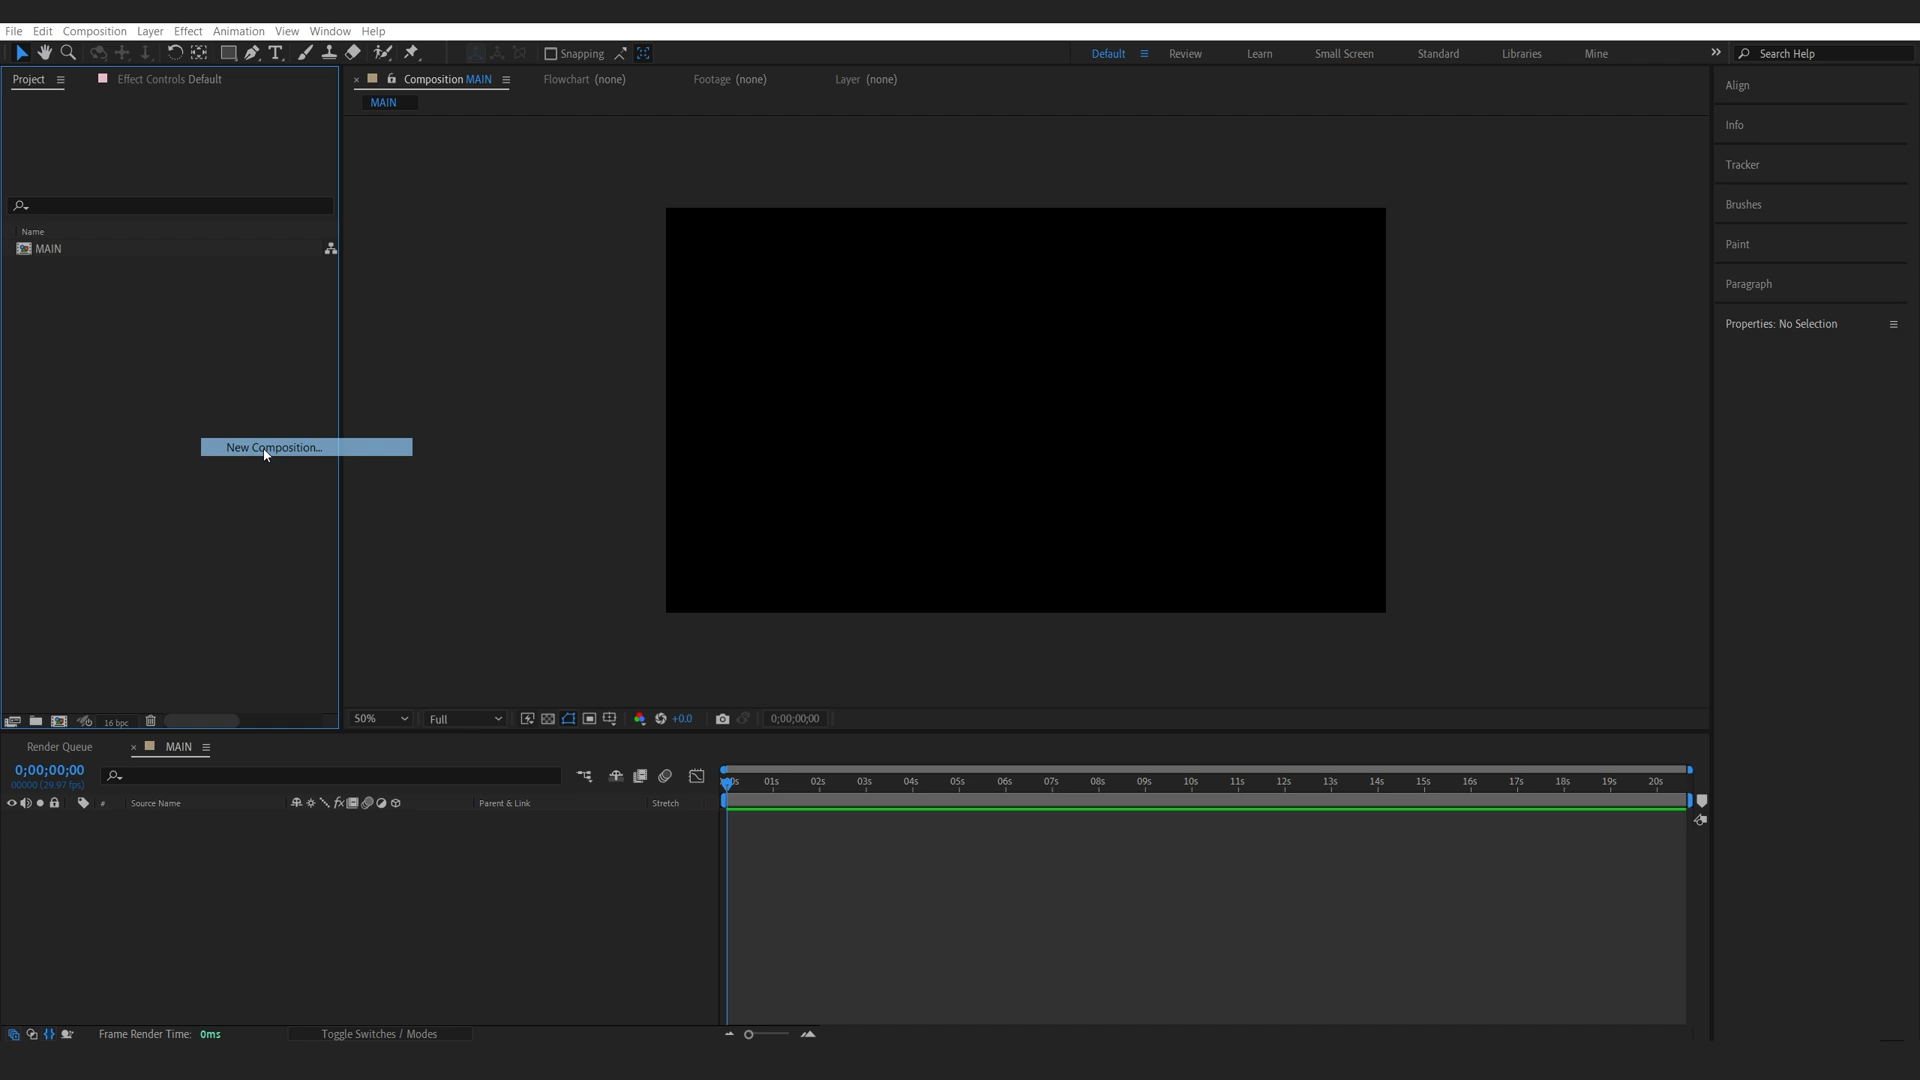 File Edit Composition Layer Effect Animation View Window Help
Snapping
Default Review Learn Small Screen Standard Libraries Mine
Search Help
Project Effect Controls Default
Composition MAIN Flowchart (none) Footage (none) Layer (none)
MAIN
Name
MAIN
New Composition...
16 bpc
50% Full +0.0 0;00;00;00
Align
Info
Tracker
Brushes
Paint
Paragraph
Properties: No Selection
Render Queue MAIN
0;00;00;00
00000 (29.97 fps)
01s 02s 03s 04s 05s 06s 07s 08s 09s 10s 11s 12s 13s 14s 15s 16s 17s 18s 19s 20s
# Source Name Parent & Link Stretch
Frame Render Time: 0ms Toggle Switches / Modes